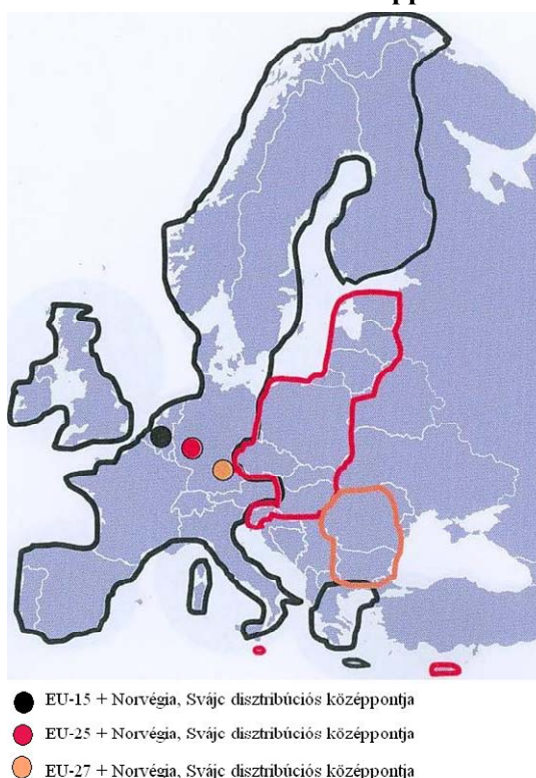 EU-15 + Norvégia, Svájc disztribúciós középpontja
EU-25 + Norvégia, Svájc disztribúciós középpontja
EU-27 + Norvégia, Svájc disztribúciós középpontja